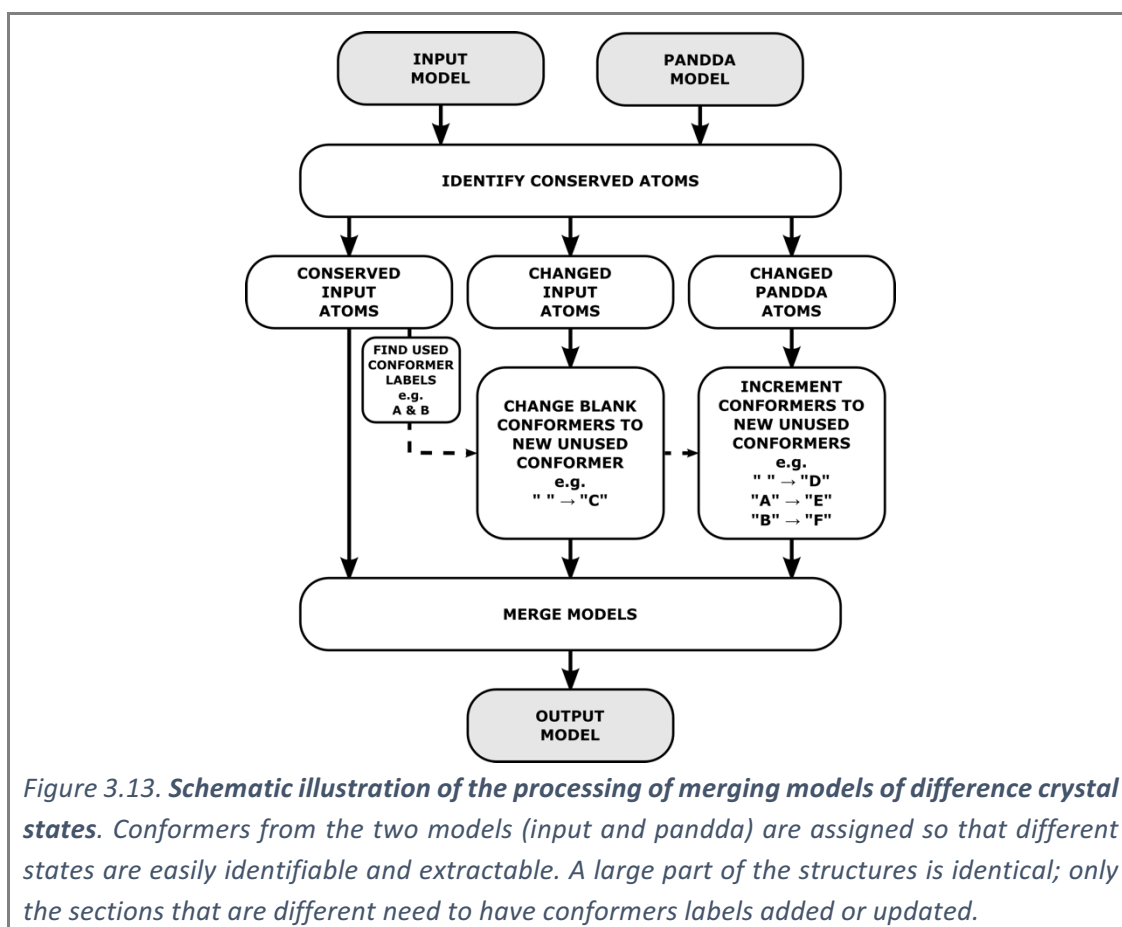 INPUT
MODEL
PANDDA
MODEL
IDENTIFY CONSERVED ATOMS
CONSERVED
INPUT
ATOMS
CHANGED
INPUT
ATOMS
CHANGED
PANDDA
ATOMS
FIND USED
CONFORMER
LABELS
e.g.
A & B
CHANGE BLANK
CONFORMERS TO
NEW UNUSED
CONFORMER
e.g.
" " → "C"
INCREMENT
CONFORMERS TO
NEW UNUSED
CONFORMERS
e.g.
" " → "D"
"A" → "E"
"B" → "F"
MERGE MODELS
OUTPUT
MODEL
Figure 3.13. Schematic illustration of the processing of merging models of difference crystal
states. Conformers from the two models (input and pandda) are assigned so that different
states are easily identifiable and extractable. A large part of the structures is identical; only
the sections that are different need to have conformers labels added or updated.